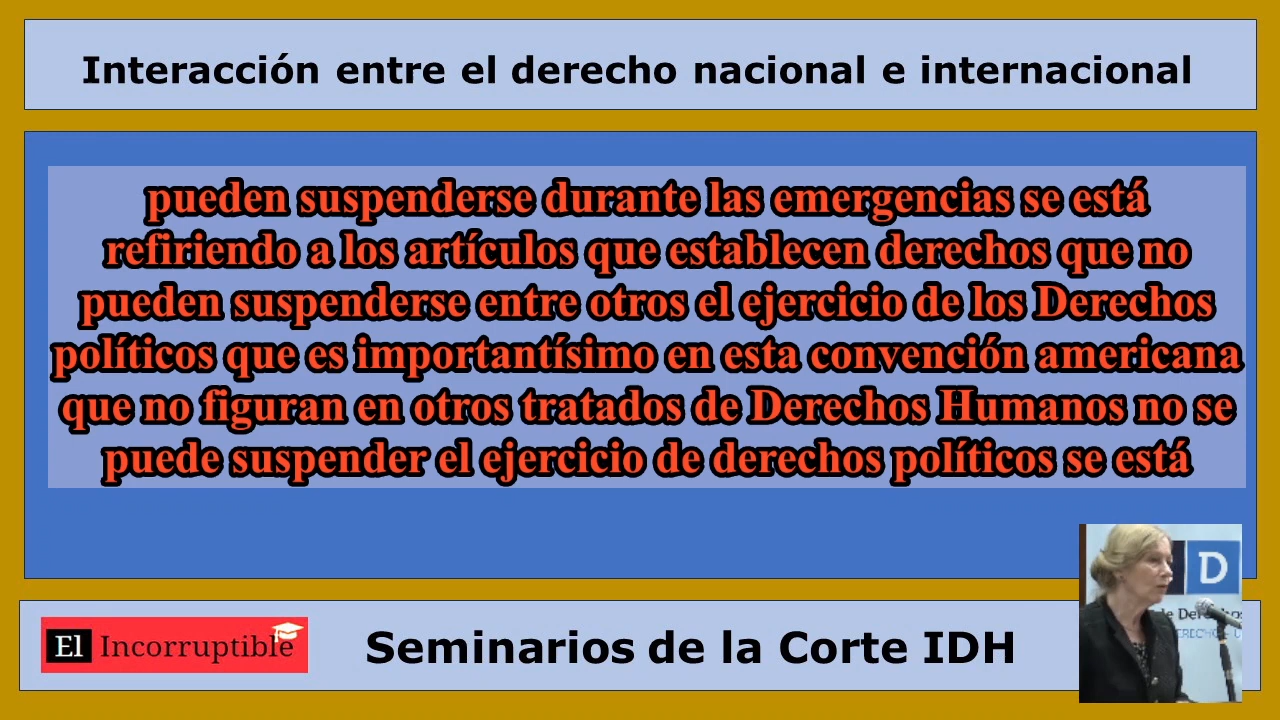 Interacción entre el derecho nacional e internacional
pueden suspenderse durante las emergencias se está
refiriendo a los artículos que establecen derechos que no
pueden suspenderse entre otros el ejercicio de los Derechos
políticos que es importantísimo en esta convención americana
que no figuran en otros tratados de Derechos Humanos no se
puede suspender el ejercicio de derechos políticos se está
D
de Derechos
El Incorruptible
Seminarios de la Corte IDH